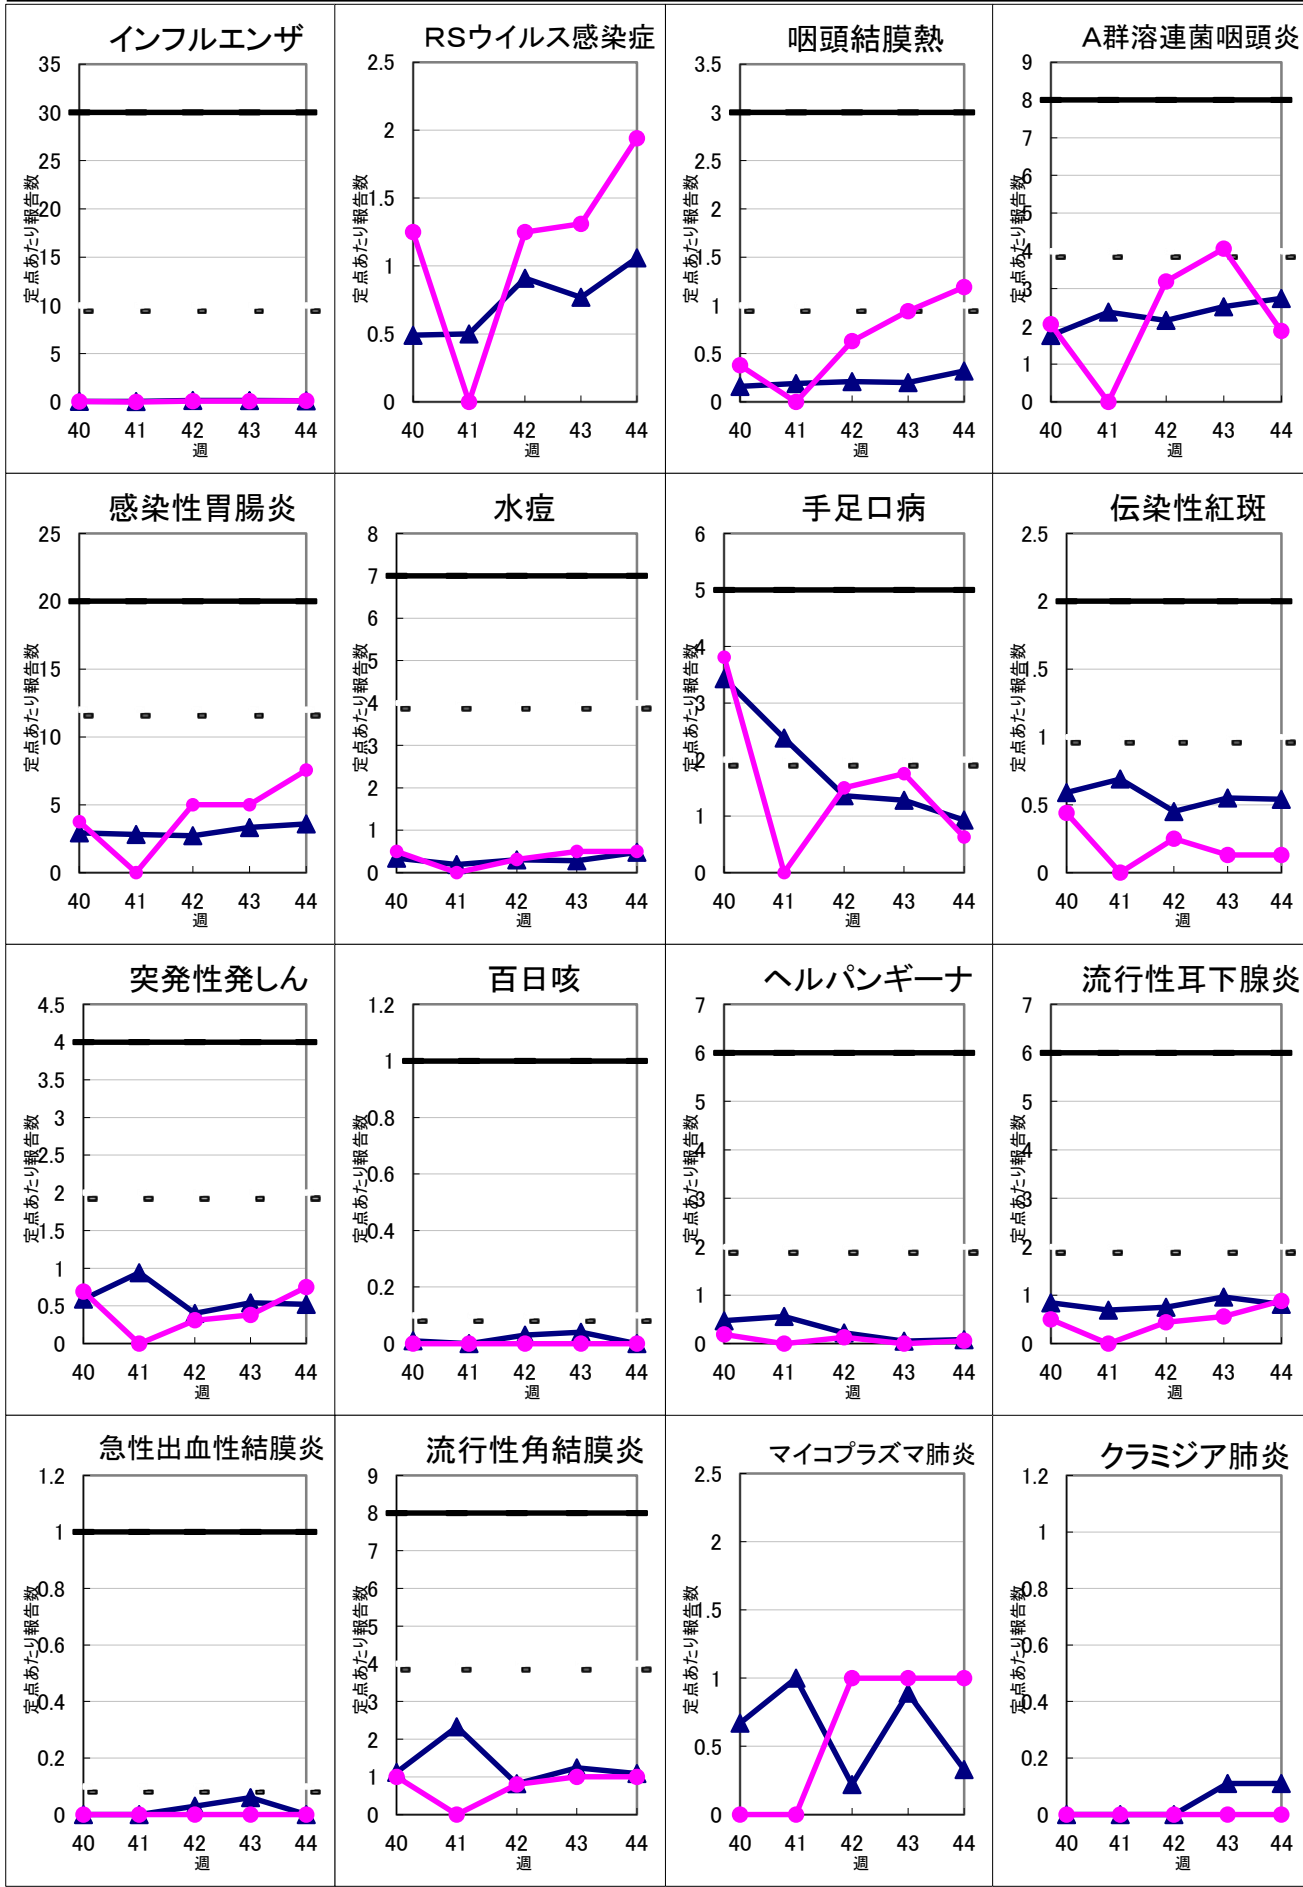 インフルエンザ
35
30
25
20
15
10
5
0
定点あたり報告数
40 41 42 43 44
週
RSウイルス感染症
2.5
2
1.5
1
0.5
0
定点あたり報告数
40 41 42 43 44
週
咽頭結膜熱
3.5
3
2.5
2
1.5
1
0.5
0
定点あたり報告数
40 41 42 43 44
週
A群溶連菌咽頭炎
9
8
7
6
5
4
3
2
1
0
定点あたり報告数
40 41 42 43 44
週
感染性胃腸炎
25
20
15
10
5
0
定点あたり報告数
40 41 42 43 44
週
水痘
8
7
6
5
4
3
2
1
0
定点あたり報告数
40 41 42 43 44
週
手足口病
6
5
4
3
2
1
0
定点あたり報告数
40 41 42 43 44
週
伝染性紅斑
2.5
2
1.5
1
0.5
0
定点あたり報告数
40 41 42 43 44
週
突発性発しん
4.5
4
3.5
3
2.5
2
1.5
1
0.5
0
定点あたり報告数
40 41 42 43 44
週
百日咳
1.2
1
0.8
0.6
0.4
0.2
0
定点あたり報告数
40 41 42 43 44
週
ヘルパンギーナ
7
6
5
4
3
2
1
0
定点あたり報告数
40 41 42 43 44
週
流行性耳下腺炎
7
6
5
4
3
2
1
0
定点あたり報告数
40 41 42 43 44
週
急性出血性結膜炎
1.2
1
0.8
0.6
0.4
0.2
0
定点あたり報告数
40 41 42 43 44
週
流行性角結膜炎
9
8
7
6
5
4
3
2
1
0
定点あたり報告数
40 41 42 43 44
週
マイコプラズマ肺炎
2.5
2
1.5
1
0.5
0
定点あたり報告数
40 41 42 43 44
週
クラミジア肺炎
1.2
1
0.8
0.6
0.4
0.2
0
定点あたり報告数
40 41 42 43 44
週